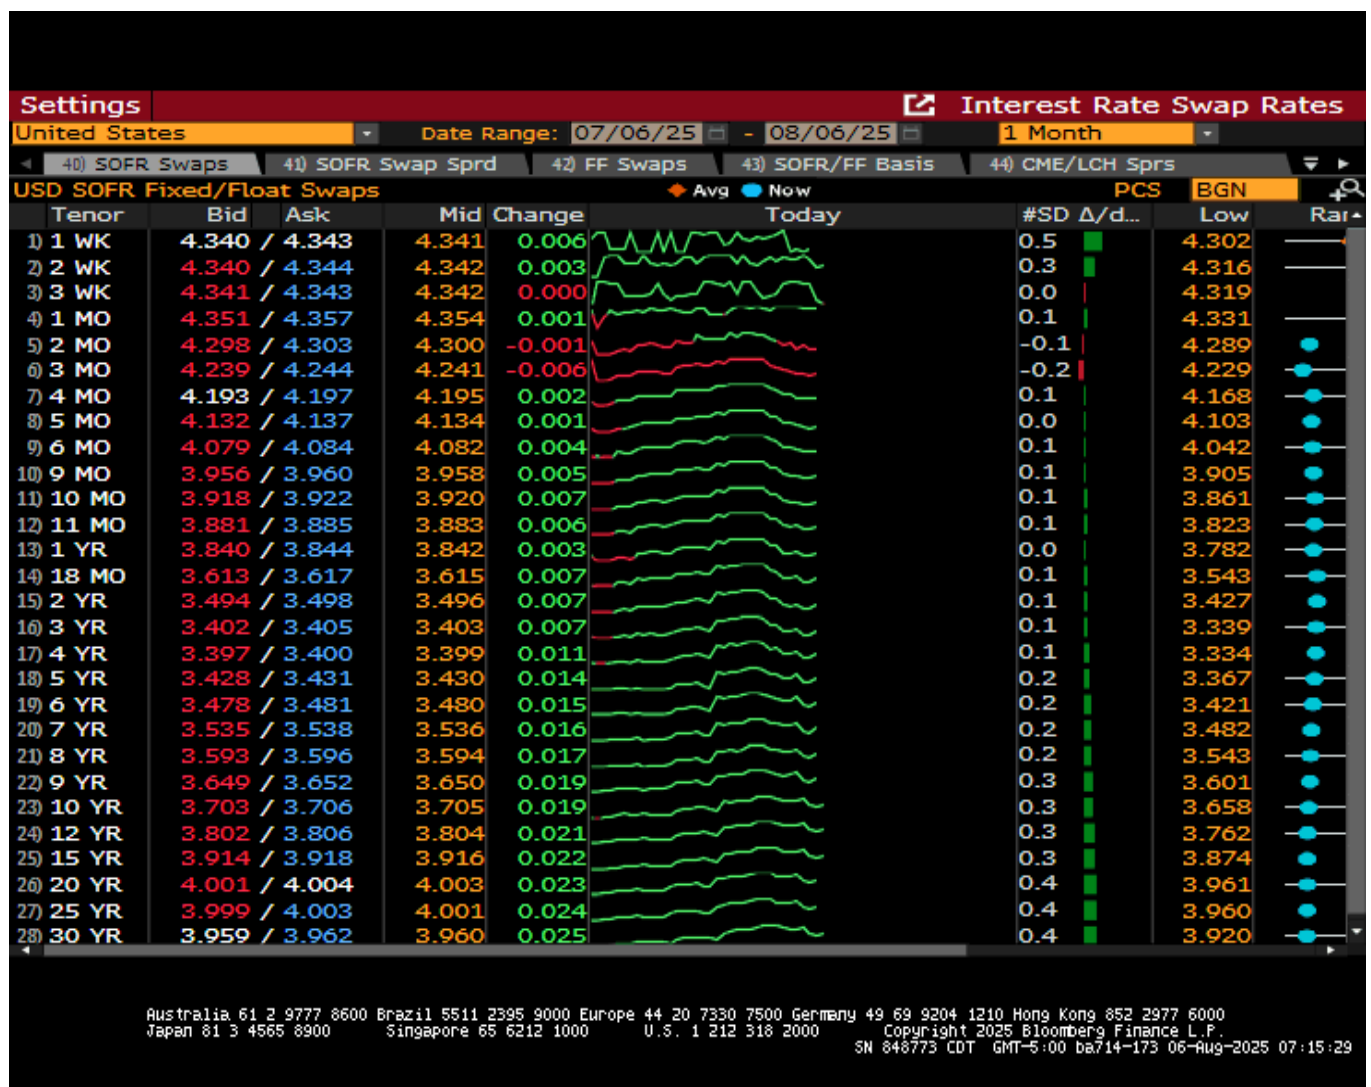 Settings Interest Rate Swap Rates
United States Date Range: 07/06/25 - 08/06/25 1 Month
40) SOFR Swaps 41) SOFR Swap Sprd 42) FF Swaps 43) SOFR/FF Basis 44) CME/LCH Sprs
USD SOFR Fixed/Float Swaps Avg Now PCS BGN
Tenor Bid Ask Mid Change Today #SD Δ/d... Low Ran
1) 1 WK 4.340 / 4.343 4.341 0.006 0.5 4.302
2) 2 WK 4.340 / 4.344 4.342 0.003 0.3 4.316
3) 3 WK 4.341 / 4.343 4.342 0.000 0.0 4.319
4) 1 MO 4.351 / 4.357 4.354 0.001 0.1 4.331
5) 2 MO 4.298 / 4.303 4.300 -0.001 -0.1 4.289
6) 3 MO 4.239 / 4.244 4.241 -0.006 -0.2 4.229
7) 4 MO 4.193 / 4.197 4.195 0.002 0.1 4.168
8) 5 MO 4.132 / 4.137 4.134 0.001 0.0 4.103
9) 6 MO 4.079 / 4.084 4.082 0.004 0.1 4.042
10) 9 MO 3.956 / 3.960 3.958 0.005 0.1 3.905
11) 10 MO 3.918 / 3.922 3.920 0.007 0.1 3.861
12) 11 MO 3.881 / 3.885 3.883 0.006 0.1 3.823
13) 1 YR 3.840 / 3.844 3.842 0.003 0.0 3.782
14) 18 MO 3.613 / 3.617 3.615 0.007 0.1 3.543
15) 2 YR 3.494 / 3.498 3.496 0.007 0.1 3.427
16) 3 YR 3.402 / 3.405 3.403 0.007 0.1 3.339
17) 4 YR 3.397 / 3.400 3.399 0.011 0.1 3.334
18) 5 YR 3.428 / 3.431 3.430 0.014 0.2 3.367
19) 6 YR 3.478 / 3.481 3.480 0.015 0.2 3.421
20) 7 YR 3.535 / 3.538 3.536 0.016 0.2 3.482
21) 8 YR 3.593 / 3.596 3.594 0.017 0.2 3.543
22) 9 YR 3.649 / 3.652 3.650 0.019 0.3 3.601
23) 10 YR 3.703 / 3.706 3.705 0.019 0.3 3.658
24) 12 YR 3.802 / 3.806 3.804 0.021 0.3 3.762
25) 15 YR 3.914 / 3.918 3.916 0.022 0.3 3.874
26) 20 YR 4.001 / 4.004 4.003 0.023 0.4 3.961
27) 25 YR 3.999 / 4.003 4.001 0.024 0.4 3.960
28) 30 YR 3.959 / 3.962 3.960 0.025 0.4 3.920
Australia 61 2 9777 8600 Brazil 5511 2395 9000 Europe 44 20 7330 7500 Germany 49 69 9204 1210 Hong Kong 852 2977 6000
Japan 81 3 4565 8900 Singapore 65 6212 1000 U.S. 1 212 318 2000 Copyright 2025 Bloomberg Finance L.P.
SN 848773 CDT GMT-5:00 ba714-173 06-Aug-2025 07:15:29